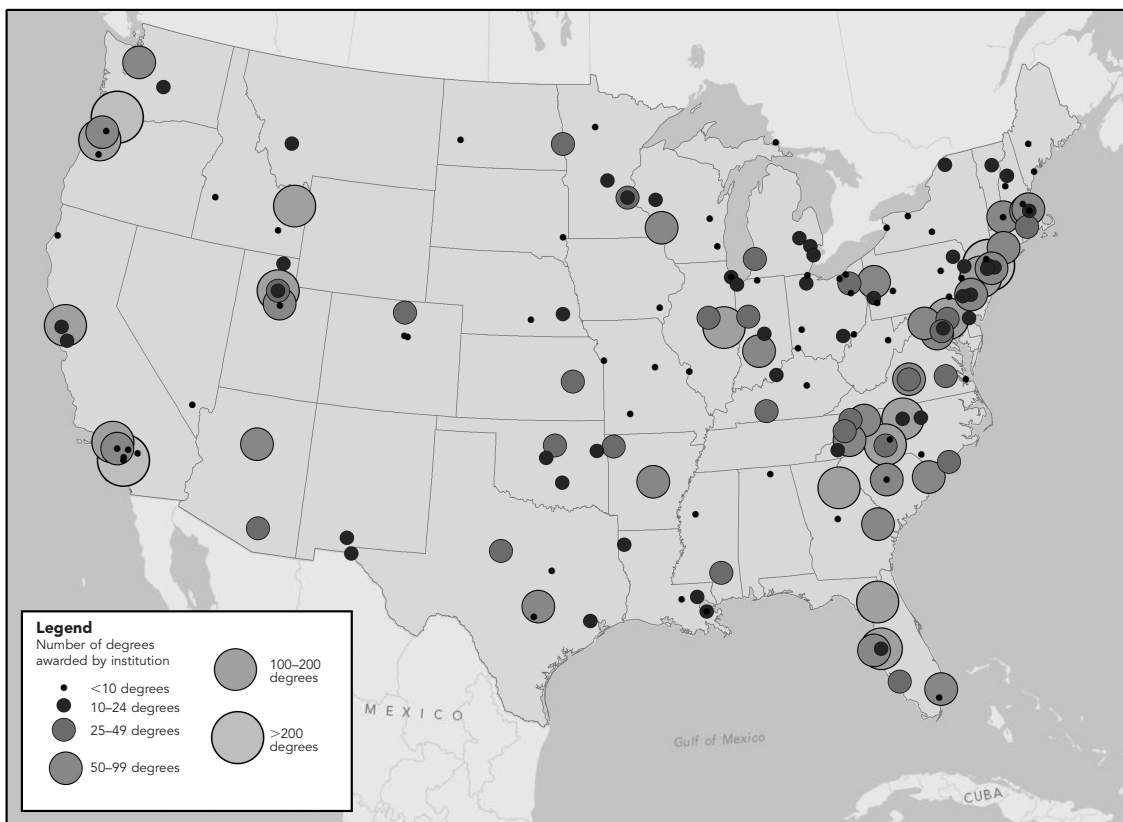 Legend
Number of degrees
awarded by institution
<10 degrees
10–24 degrees
25–49 degrees
50–99 degrees
100–200
degrees
>200
degrees
MEXICO
Gulf of Mexico
CUBA